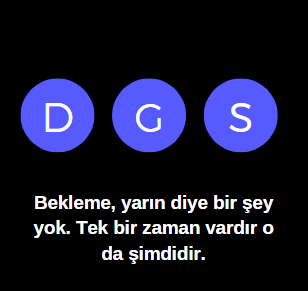 D G S
Bekleme, yarın diye bir şey
yok. Tek bir zaman vardır o
da şimdidir.